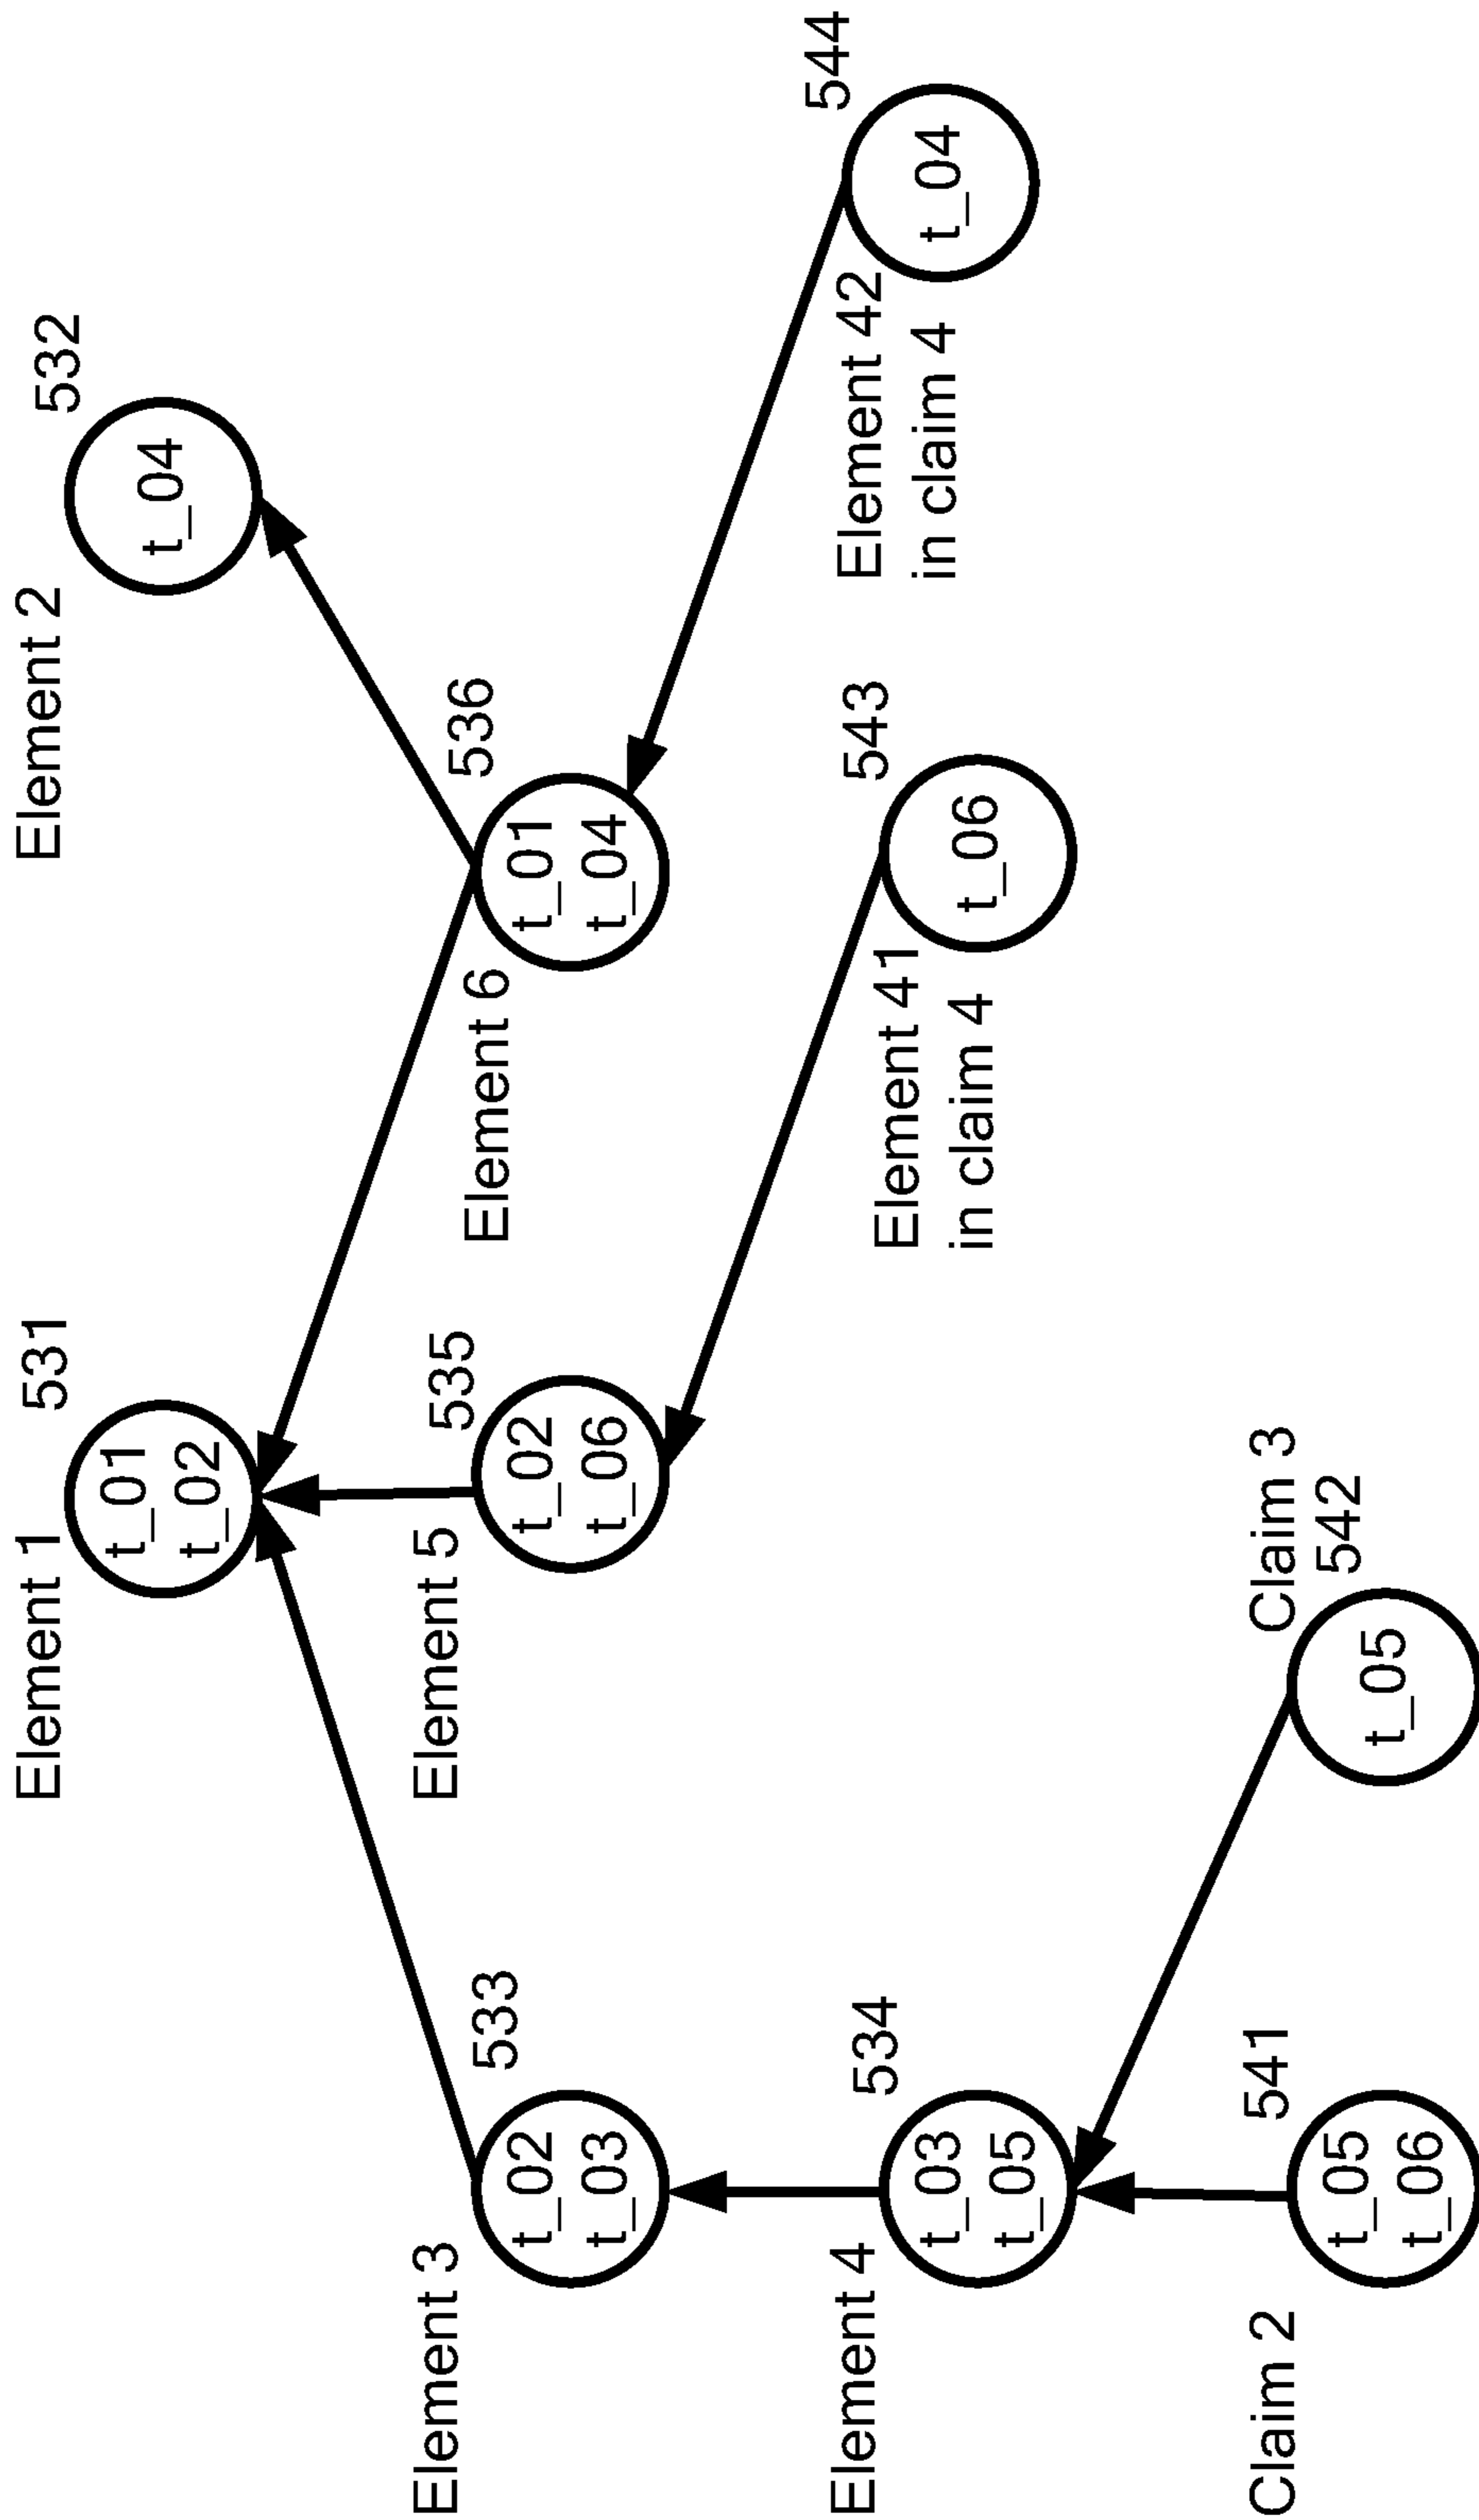 Element 1
531
t_01
t_02
Element 2
532
t_04
Element 3
533
t_02
t_03
Element 5
535
t_02
t_06
Element 6
536
t_01
t_04
Element 4
534
t_03
t_05
Element 41
in claim 4
543
t_06
Element 42
in claim 4
544
t_04
Claim 2
541
t_05
t_06
Claim 3
542
t_05